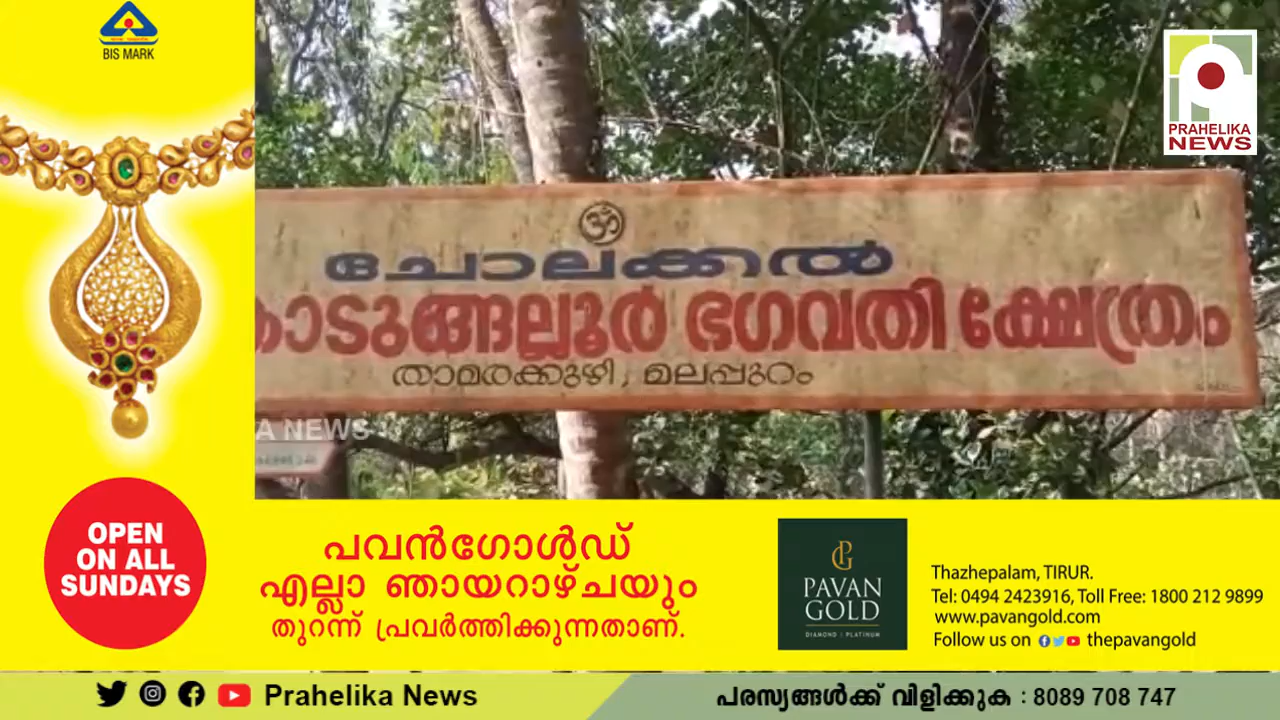 BIS MARK
PRAHELIKA
NEWS
ॐ
ചോലക്കൽ
കാടുങ്ങല്ലൂർ ഭഗവതി ക്ഷേത്രം
താമരക്കുഴി, മലപ്പുറം
A NEWS
OPEN
ON ALL
SUNDAYS
പവൻഗോൾഡ്
എല്ലാ ഞായറാഴ്ചയും
തുറന്ന് പ്രവർത്തിക്കുന്നതാണ്.
PG
PAVAN
GOLD
DIAMOND | PLATINUM
Thazhepalam, TIRUR.
Tel: 0494 2423916, Toll Free: 1800 212 9899
www.pavangold.com
Follow us on thepavangold
Prahelika News
പരസ്യങ്ങൾക്ക് വിളിക്കുക : 8089 708 747